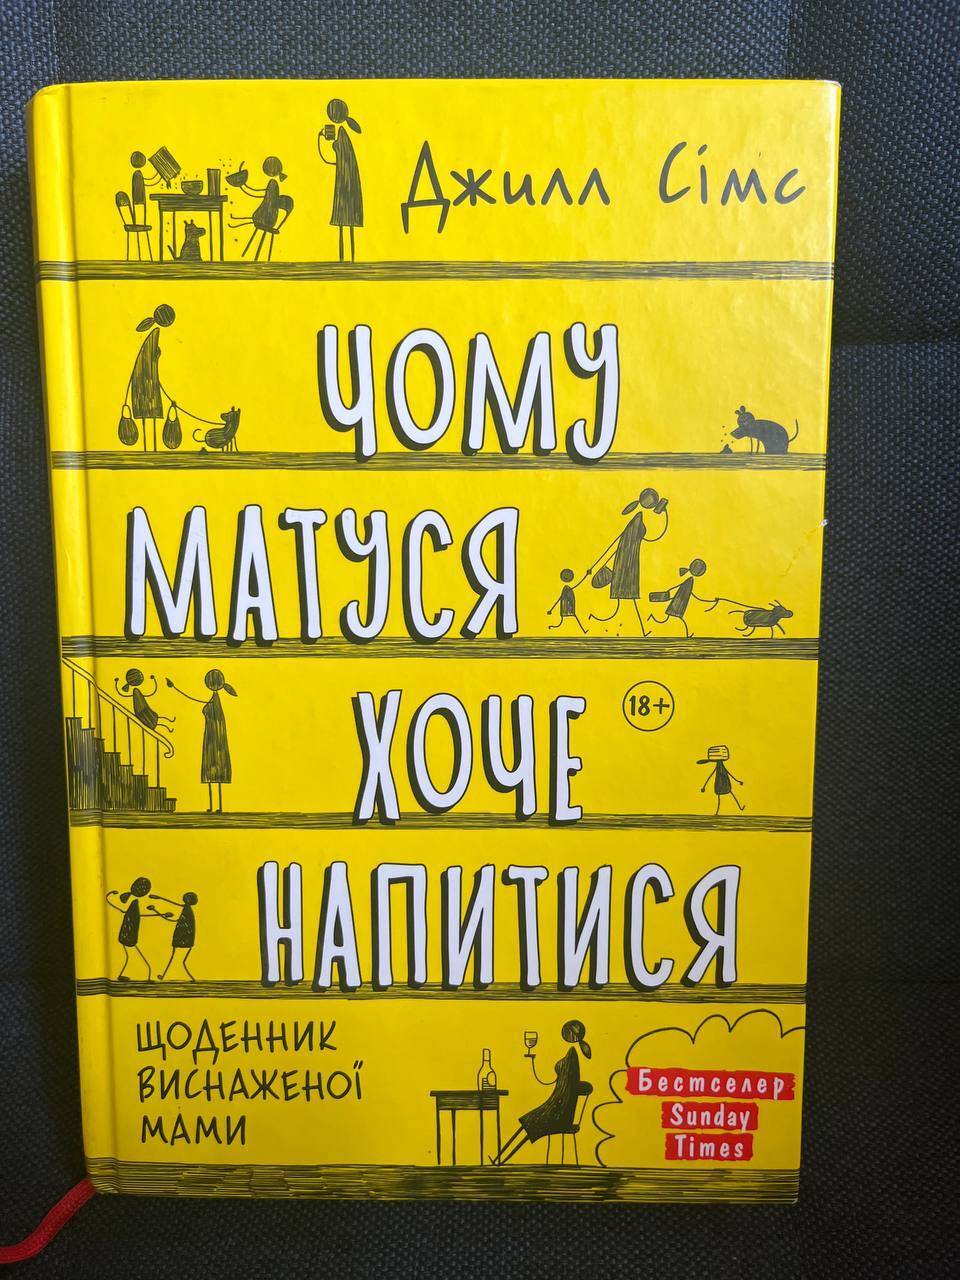 Джилл Сімс
ЧОМУ
МАТУСЯ
ХОЧЕ
18+
НАПИТИСЯ
ЩОДЕННИК
ВИСНАЖЕНОЇ
МАМИ
Бестселер
Sunday
Times